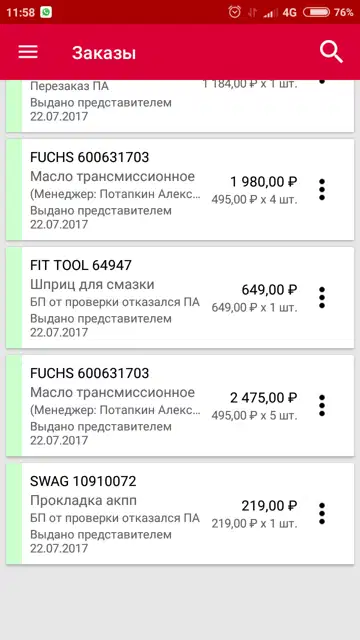 11:58
4G
76%
Заказы
Перезаказ ПА
1 184,00 ₽ x 1 шт.
Выдано представителем
22.07.2017
FUCHS 600631703
Масло трансмиссионное
1 980,00 ₽
(Менеджер: Потапкин Алекс...
495,00 ₽ x 4 шт.
Выдано представителем
22.07.2017
FIT TOOL 64947
Шприц для смазки
649,00 ₽
БП от проверки отказался ПА
649,00 ₽ x 1 шт.
Выдано представителем
22.07.2017
FUCHS 600631703
Масло трансмиссионное
2 475,00 ₽
(Менеджер: Потапкин Алекс...
495,00 ₽ x 5 шт.
Выдано представителем
22.07.2017
SWAG 10910072
Прокладка акпп
219,00 ₽
БП от проверки отказался ПА
219,00 ₽ x 1 шт.
Выдано представителем
22.07.2017